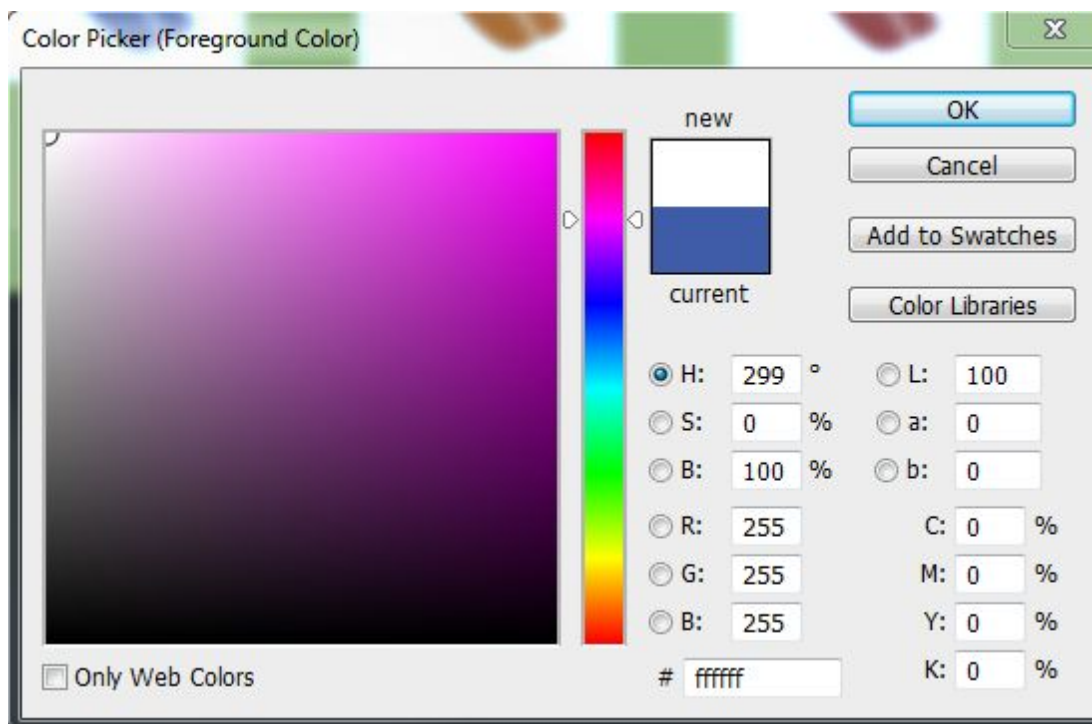 Color Picker (Foreground Color)
new
current
OK
Cancel
Add to Swatches
Color Libraries
H: 299 °
S: 0 %
B: 100 %
R: 255
G: 255
B: 255
# ffffff
L: 100
a: 0
b: 0
C: 0 %
M: 0 %
Y: 0 %
K: 0 %
Only Web Colors